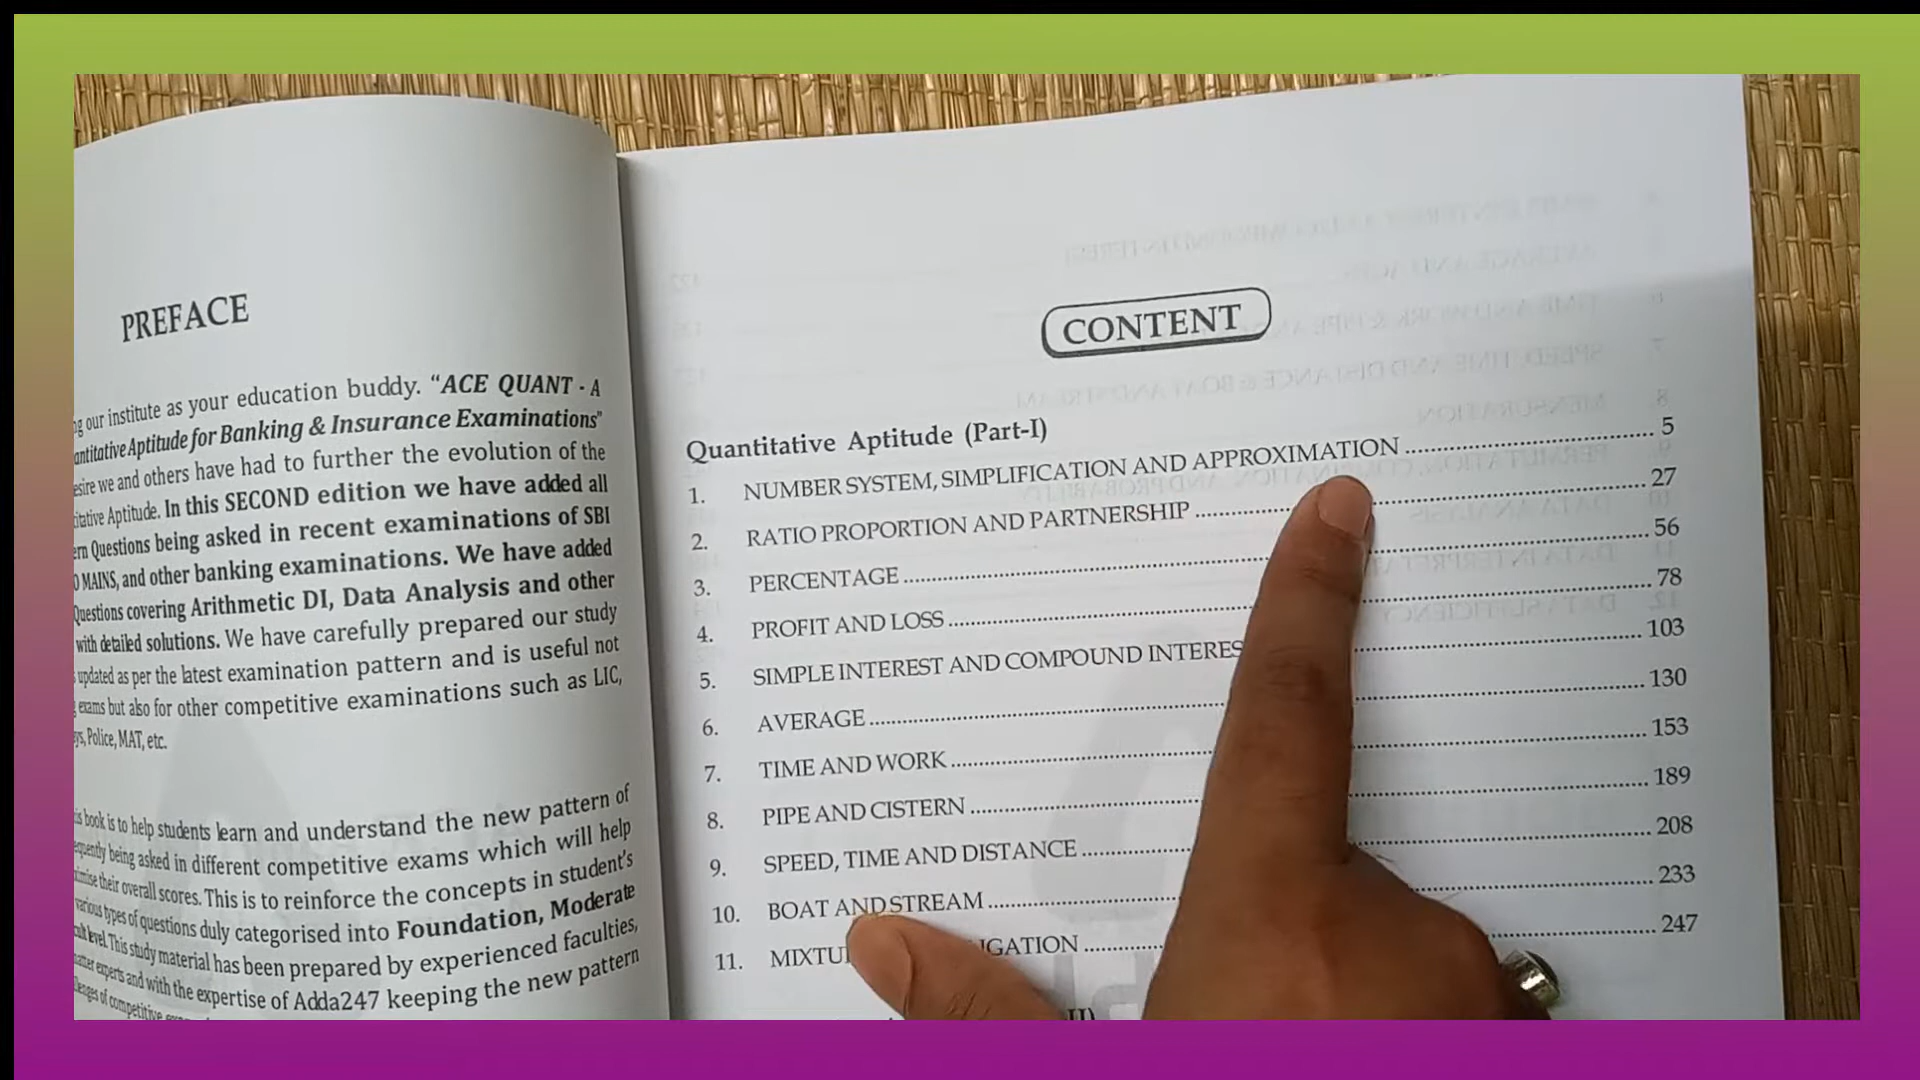 PREFACE
our institute as your education buddy. “ACE QUANT - A
Aptitude for Banking & Insurance Examinations”
we and others have had to further the evolution of the
Aptitude. In this SECOND edition we have added all
Questions being asked in recent examinations of SBI
MAINS, and other banking examinations. We have added
Questions covering Arithmetic DI, Data Analysis and other
with detailed solutions. We have carefully prepared our study
updated as per the latest examination pattern and is useful not
exams but also for other competitive examinations such as LIC,
Police, MAT, etc.
book is to help students learn and understand the new pattern of
being asked in different competitive exams which will help
their overall scores. This is to reinforce the concepts in student's
various types of questions duly categorised into Foundation, Moderate
level. This study material has been prepared by experienced faculties,
experts and with the expertise of Adda247 keeping the new pattern
of competitive
CONTENT
Quantitative Aptitude (Part-I)
1. NUMBER SYSTEM, SIMPLIFICATION AND APPROXIMATION 5
2. RATIO PROPORTION AND PARTNERSHIP 27
3. PERCENTAGE 56
4. PROFIT AND LOSS 78
5. SIMPLE INTEREST AND COMPOUND INTERES 103
6. AVERAGE 130
7. TIME AND WORK 153
8. PIPE AND CISTERN 189
9. SPEED, TIME AND DISTANCE 208
10. BOAT AND STREAM 233
11. 247